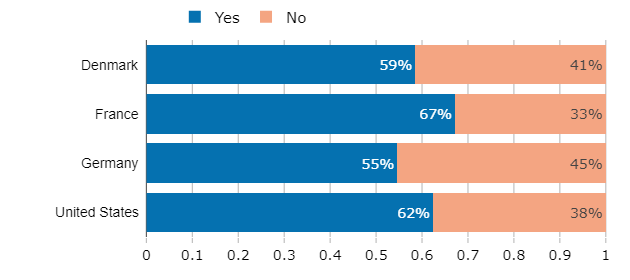 Yes No
Denmark 59% 41%
France 67% 33%
Germany 55% 45%
United States 62% 38%
0 0.1 0.2 0.3 0.4 0.5 0.6 0.7 0.8 0.9 1